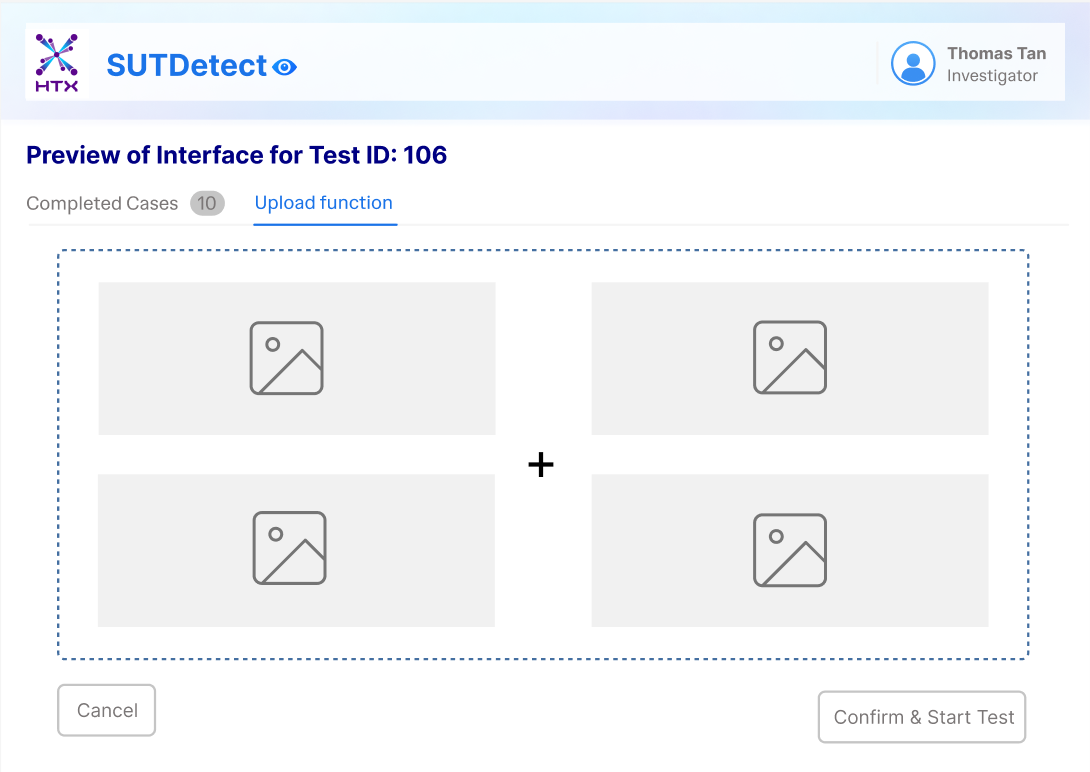 HTX
SUTDetect
Thomas Tan
Investigator
Preview of Interface for Test ID: 106
Completed Cases 10 Upload function
Cancel
Confirm & Start Test